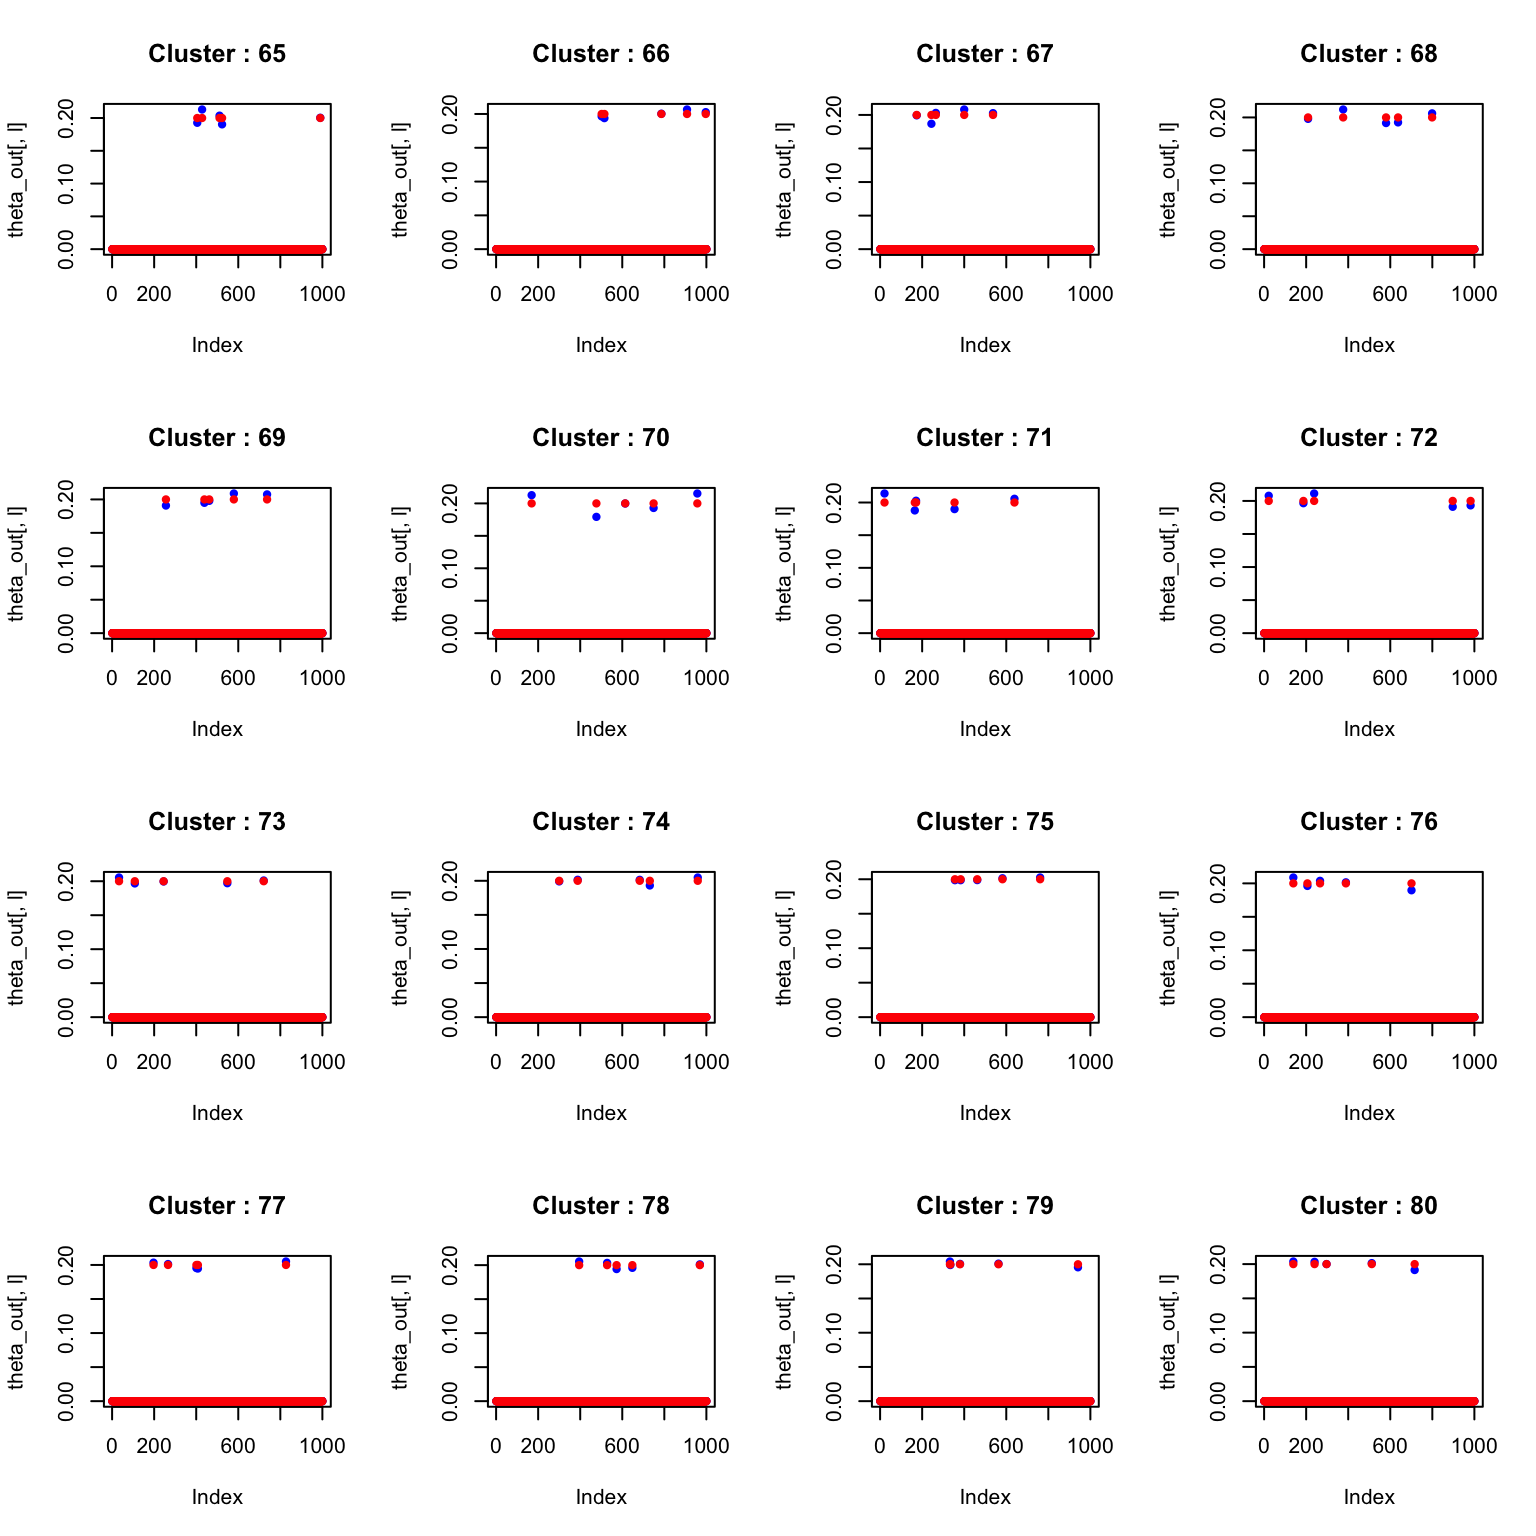 Cluster : 65
theta_out[, l]
0.00 0.10 0.20
0 200 600 1000
Index
Cluster : 66
theta_out[, l]
0.00 0.10 0.20
0 200 600 1000
Index
Cluster : 67
theta_out[, l]
0.00 0.10 0.20
0 200 600 1000
Index
Cluster : 68
theta_out[, l]
0.00 0.10 0.20
0 200 600 1000
Index
Cluster : 69
theta_out[, l]
0.00 0.10 0.20
0 200 600 1000
Index
Cluster : 70
theta_out[, l]
0.00 0.10 0.20
0 200 600 1000
Index
Cluster : 71
theta_out[, l]
0.00 0.10 0.20
0 200 600 1000
Index
Cluster : 72
theta_out[, l]
0.00 0.10 0.20
0 200 600 1000
Index
Cluster : 73
theta_out[, l]
0.00 0.10 0.20
0 200 600 1000
Index
Cluster : 74
theta_out[, l]
0.00 0.10 0.20
0 200 600 1000
Index
Cluster : 75
theta_out[, l]
0.00 0.10 0.20
0 200 600 1000
Index
Cluster : 76
theta_out[, l]
0.00 0.10 0.20
0 200 600 1000
Index
Cluster : 77
theta_out[, l]
0.00 0.10 0.20
0 200 600 1000
Index
Cluster : 78
theta_out[, l]
0.00 0.10 0.20
0 200 600 1000
Index
Cluster : 79
theta_out[, l]
0.00 0.10 0.20
0 200 600 1000
Index
Cluster : 80
theta_out[, l]
0.00 0.10 0.20
0 200 600 1000
Index